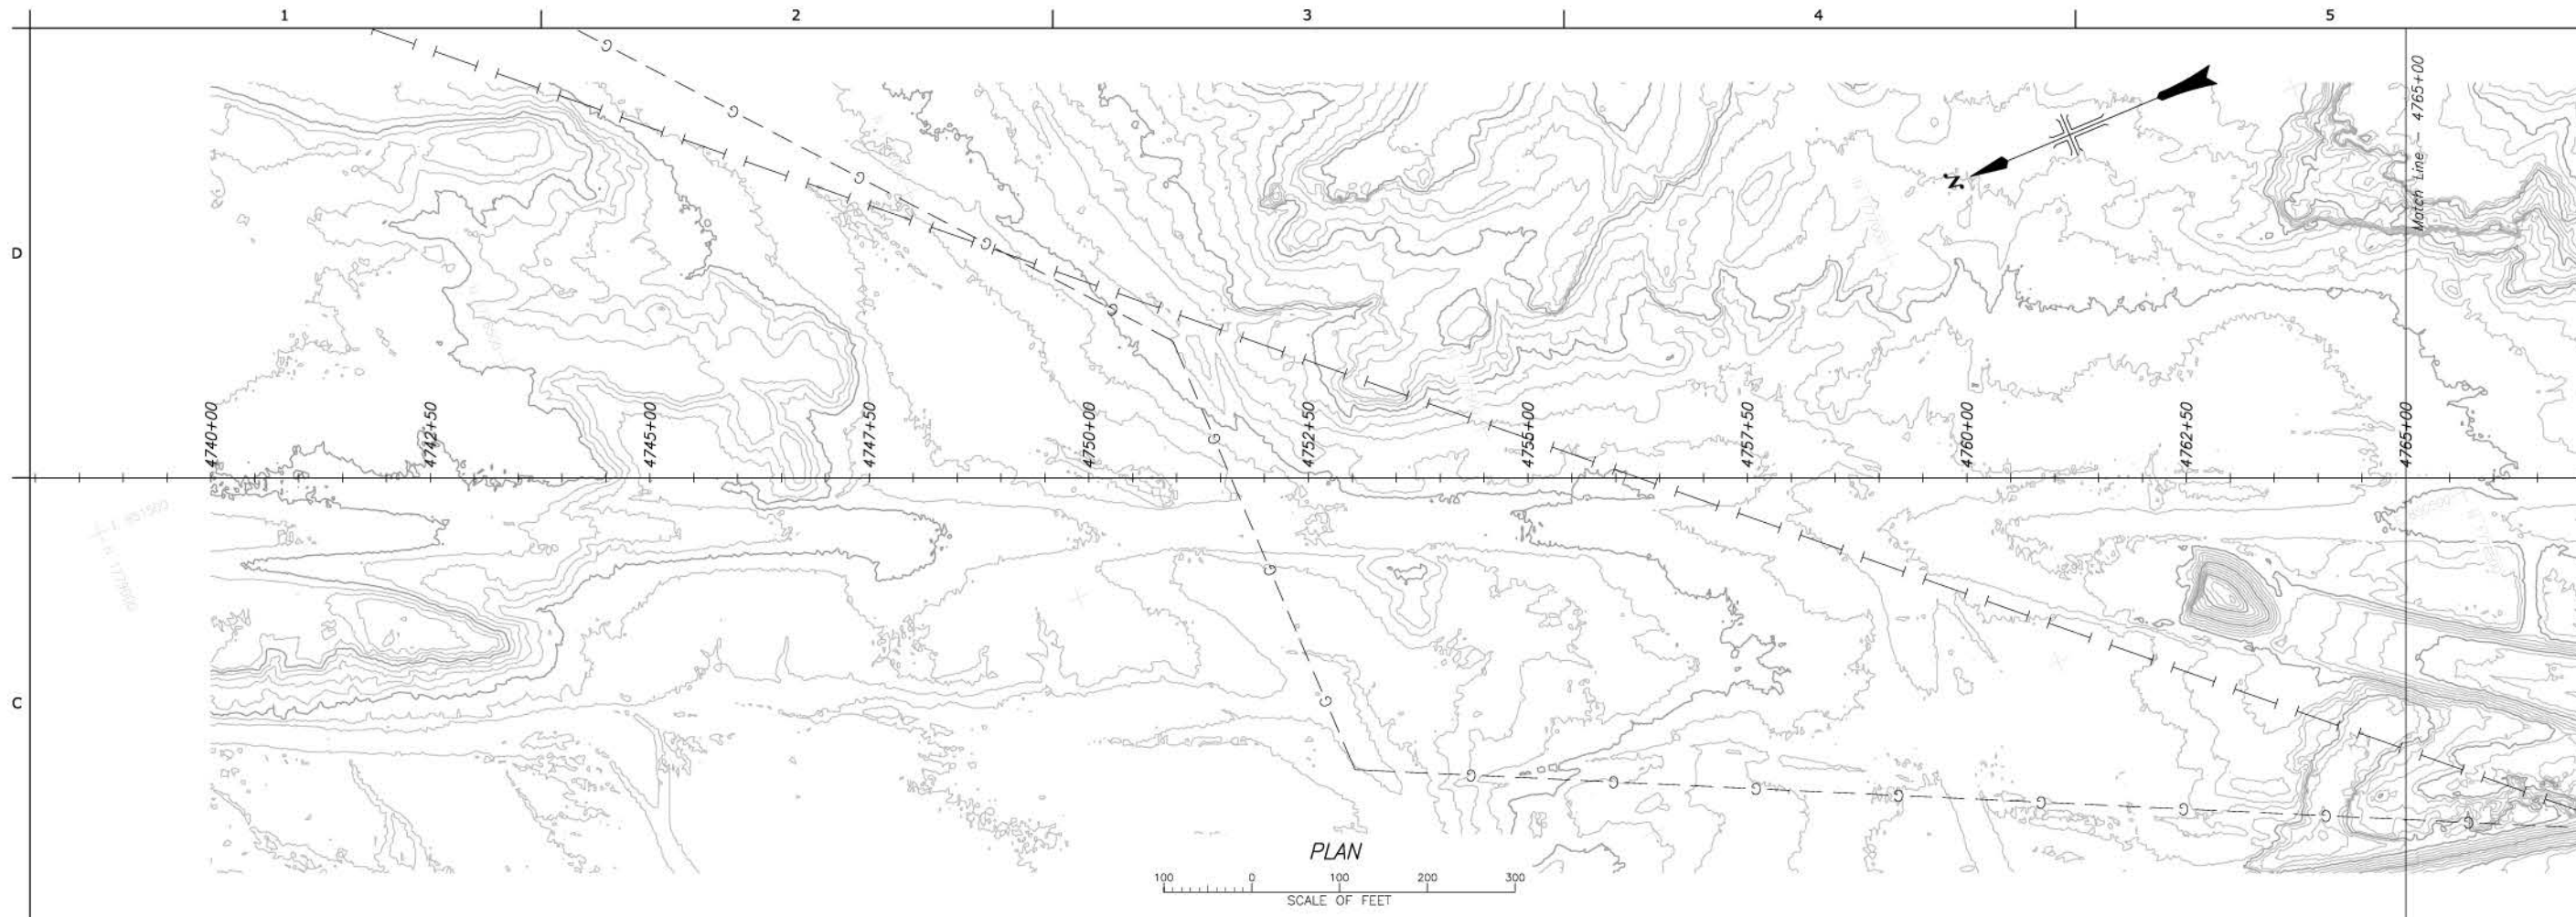 1 2 3 4 5
D
C
4740+00 4742+50 4745+00 4747+50 4750+00 4752+50 4755+00 4757+50 4760+00 4762+50 4765+00
Match Line - 4765+00
N
G G G G G G G G G G G G G G G G G
E 851500
N 1778000
PLAN
100 0 100 200 300
SCALE OF FEET